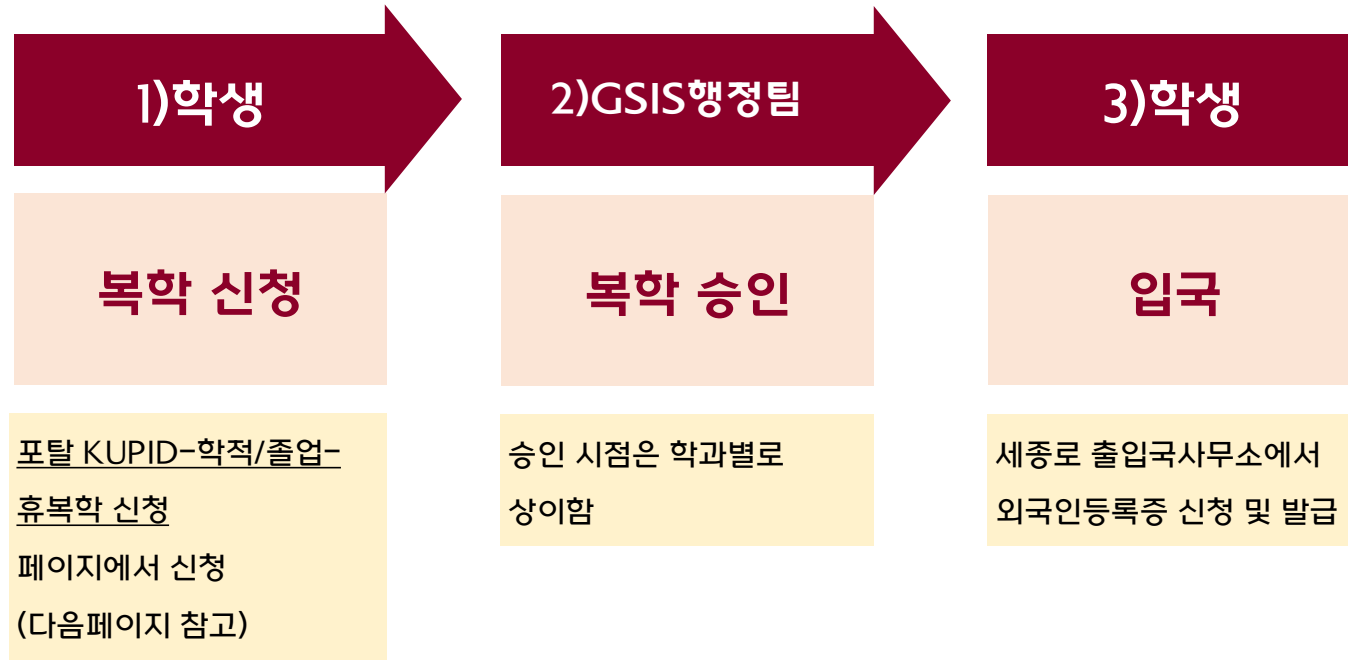 1)학생
복학 신청
포탈 KUPID-학적/졸업-
휴복학 신청
페이지에서 신청
(다음페이지 참고)
2)GSIS행정팀
복학 승인
승인 시점은 학과별로
상이함
3)학생
입국
세종로 출입국사무소에서
외국인등록증 신청 및 발급